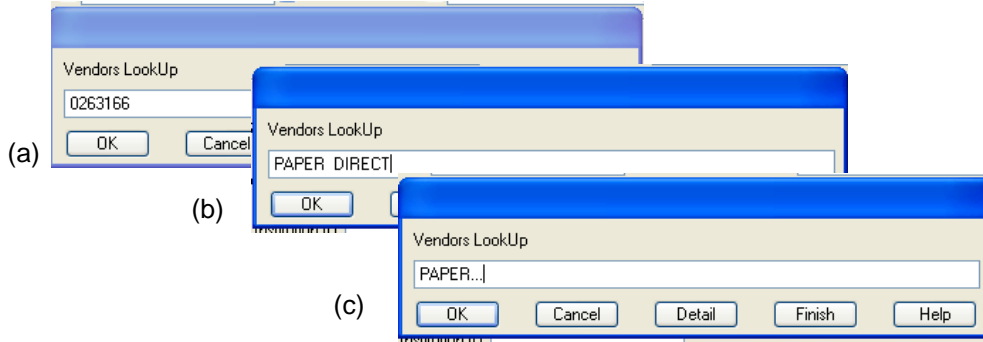 Vendors LookUp
0263166
OK Cancel
(a)
Vendors LookUp
PAPER DIRECT
OK
(b)
Vendors LookUp
PAPER...
OK Cancel Detail Finish Help
(c)